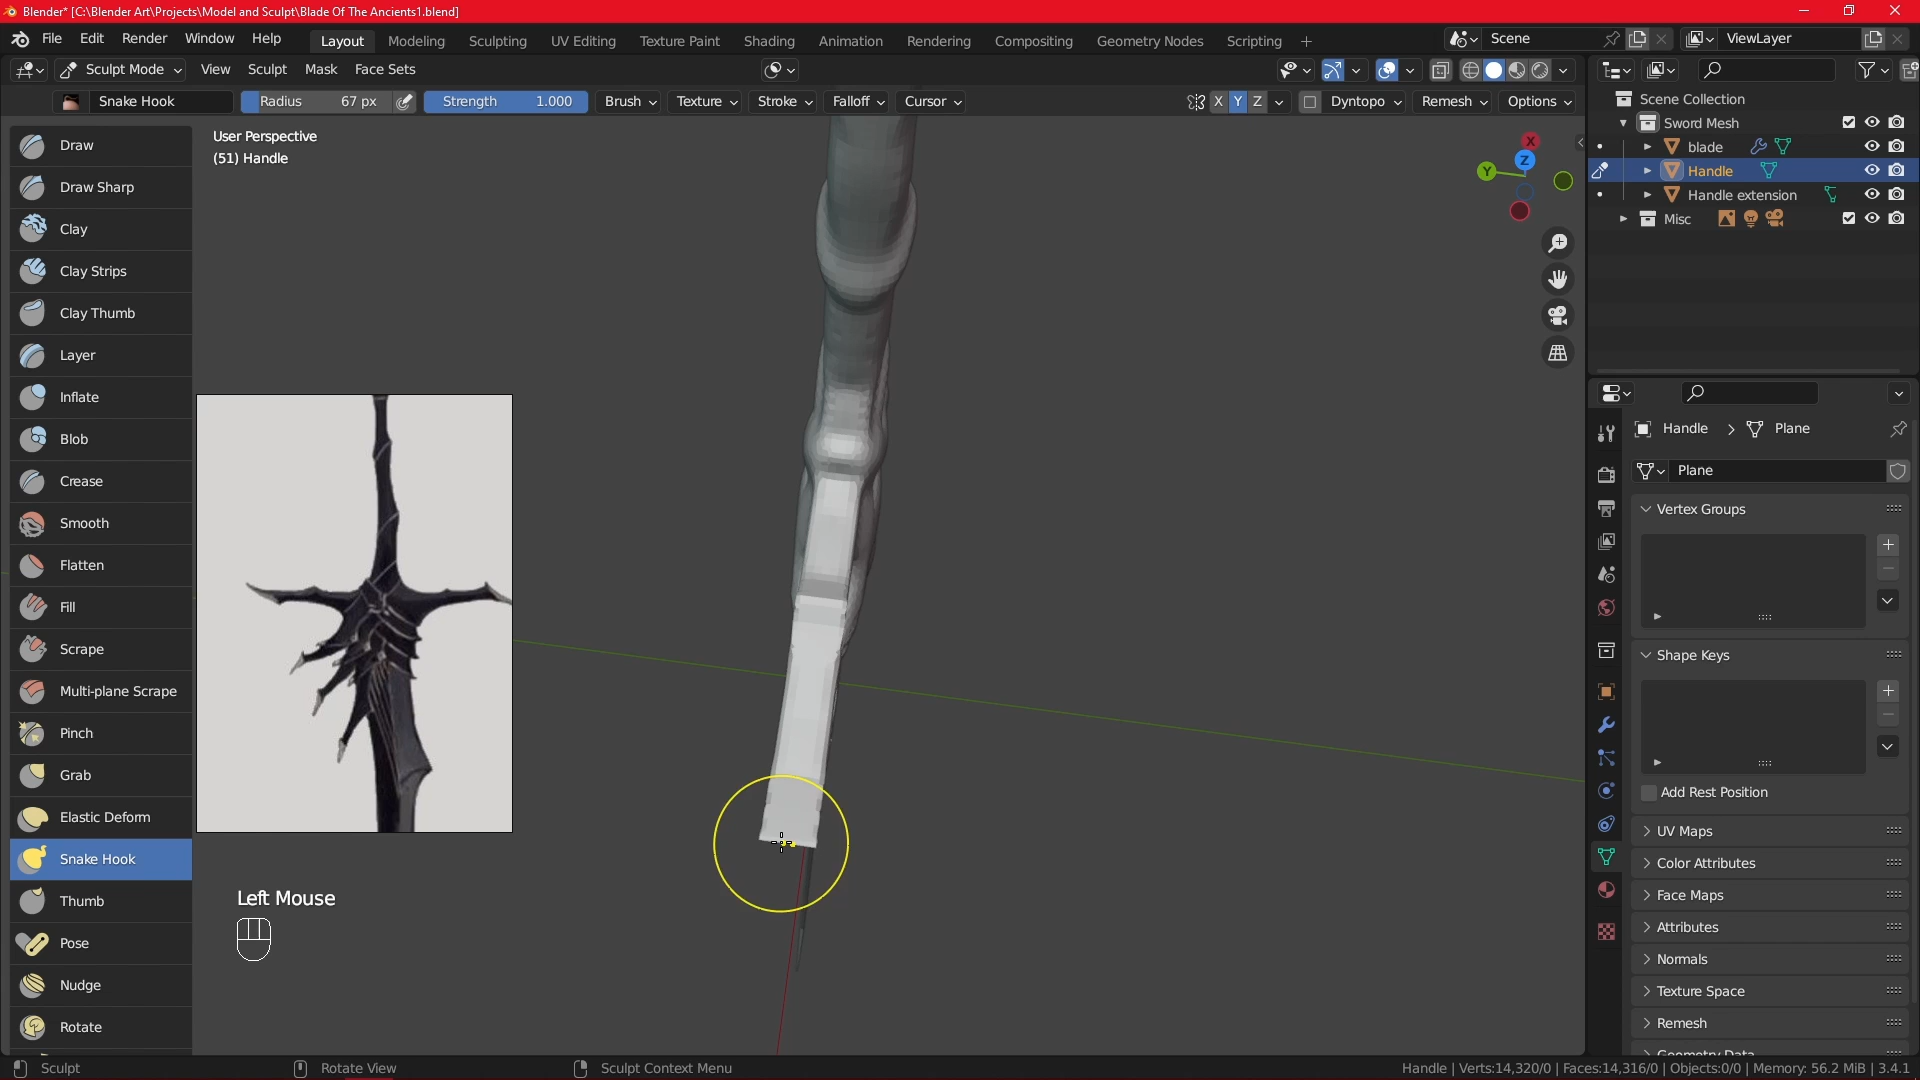 Blender* [C:\Blender Art\Projects\Model and Sculpt\Blade Of The Ancients1.blend]
File Edit Render Window Help Layout Modeling Sculpting UV Editing Texture Paint Shading Animation Rendering Compositing Geometry Nodes Scripting + Scene ViewLayer
Sculpt Mode View Sculpt Mask Face Sets
Snake Hook Radius 67 px Strength 1.000 Brush Texture Stroke Falloff Cursor X Y Z Dyntopo Remesh Options
Scene Collection
Sword Mesh
blade
Handle
Handle extension
Misc
User Perspective
(51) Handle
X
Y
Z
Draw
Draw Sharp
Clay
Clay Strips
Clay Thumb
Layer
Inflate
Blob
Crease
Smooth
Flatten
Fill
Scrape
Multi-plane Scrape
Pinch
Grab
Elastic Deform
Snake Hook
Thumb
Pose
Nudge
Rotate
Left Mouse
Handle > Plane
Plane
Vertex Groups
Shape Keys
Add Rest Position
UV Maps
Color Attributes
Face Maps
Attributes
Normals
Texture Space
Remesh
Geometry Data
Sculpt Rotate View Sculpt Context Menu Handle | Verts:14,320/0 | Faces:14,316/0 | Objects:0/0 | Memory: 56.2 MiB | 3.4.1